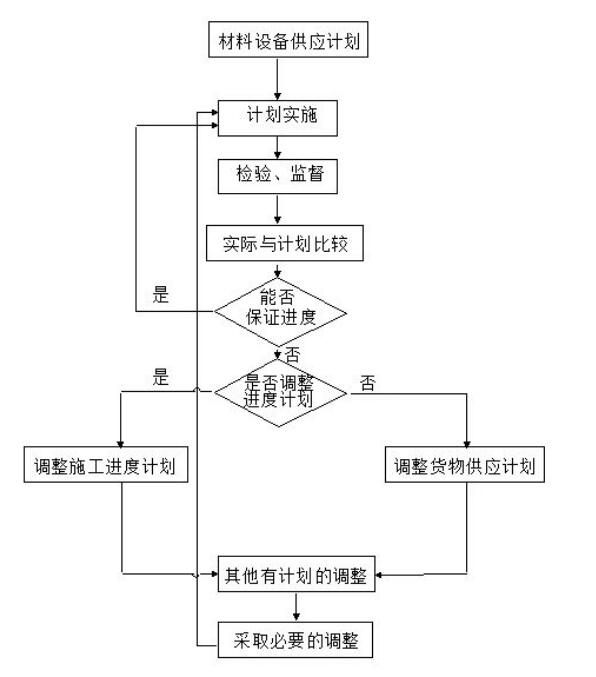 材料设备供应计划
计划实施
检验、监督
实际与计划比较
是
能否
保证进度
否
是
是否调整
进度计划
否
调整施工进度计划
调整货物供应计划
其他有计划的调整
采取必要的调整